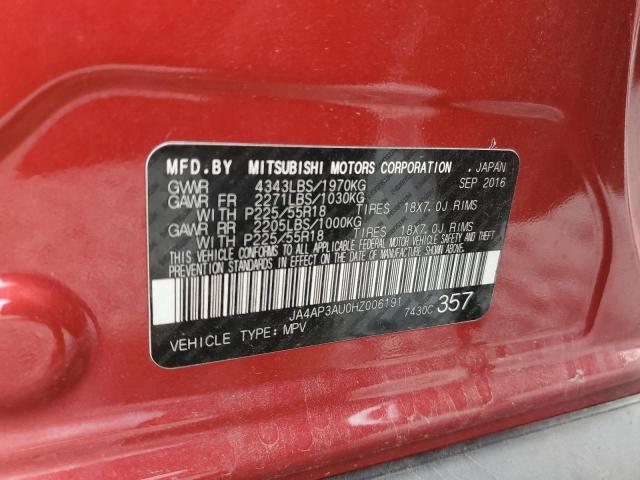 MFD.BY MITSUBISHI MOTORS CORPORATION . JAPAN
GVWR 4343LBS/1970KG SEP 2016
GAWR FR 2271LBS/1030KG
WITH P225/55R18 TIRES 18X7.0J RIMS
GAWR RR 2205LBS/1000KG
WITH P225/55R18 TIRES 18X7.0J RIMS
THIS VEHICLE CONFORMS TO ALL APPLICABLE FEDERAL MOTOR VEHICLE SAFETY AND THEFT
PREVENTION STANDARDS IN EFFECT ON THE DATE OF MANUFACTURE SHOWN ABOVE.
JA4AP3AU0HZ006191
7430C 357
VEHICLE TYPE: MPV